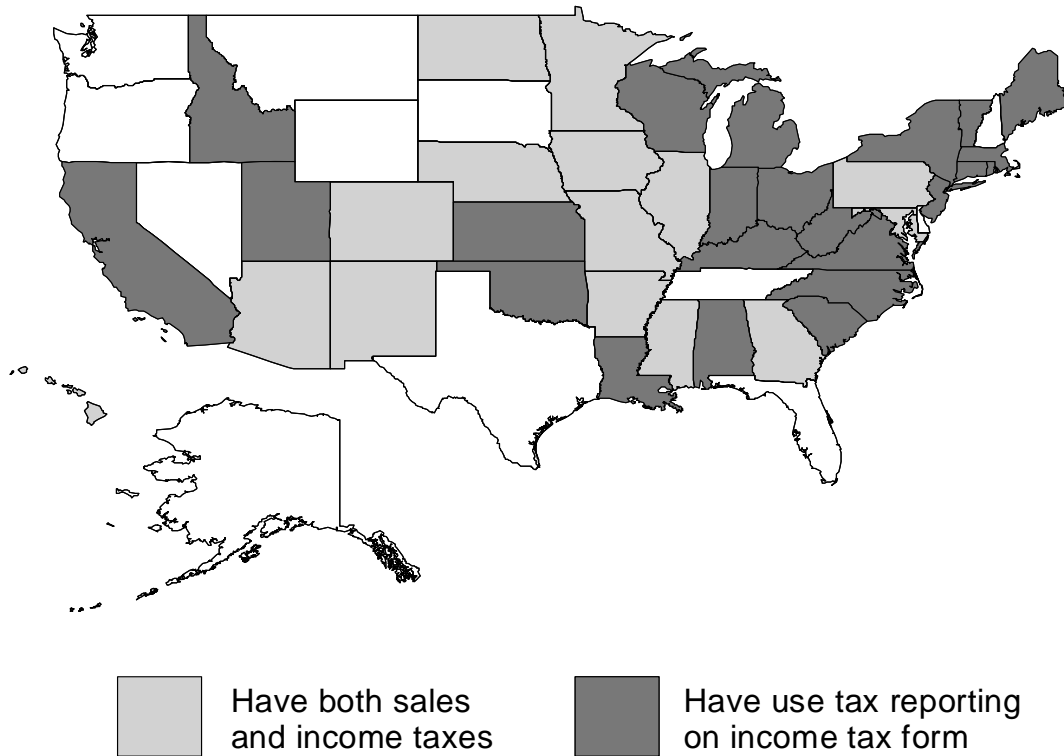 Have both sales
and income taxes
Have use tax reporting
on income tax form